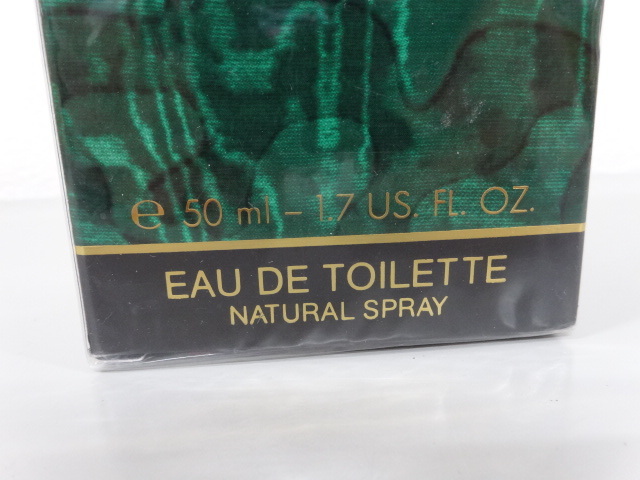 ℮ 50 ml – 1.7 US. FL. OZ.
EAU DE TOILETTE
NATURAL SPRAY